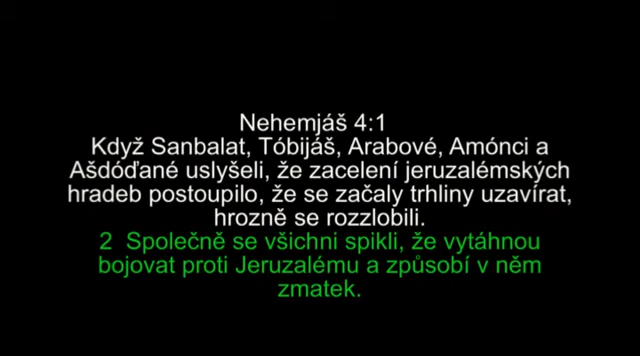 Nehemjáš 4:1
Když Sanbalat, Tóbijáš, Arabové, Amónci a
Ašdóďané uslyšeli, že zacelení jeruzalémských
hradeb postoupilo, že se začaly trhliny uzavírat,
hrozně se rozzlobili.
2 Společně se všichni spikli, že vytáhnou
bojovat proti Jeruzalému a způsobí v něm
zmatek.